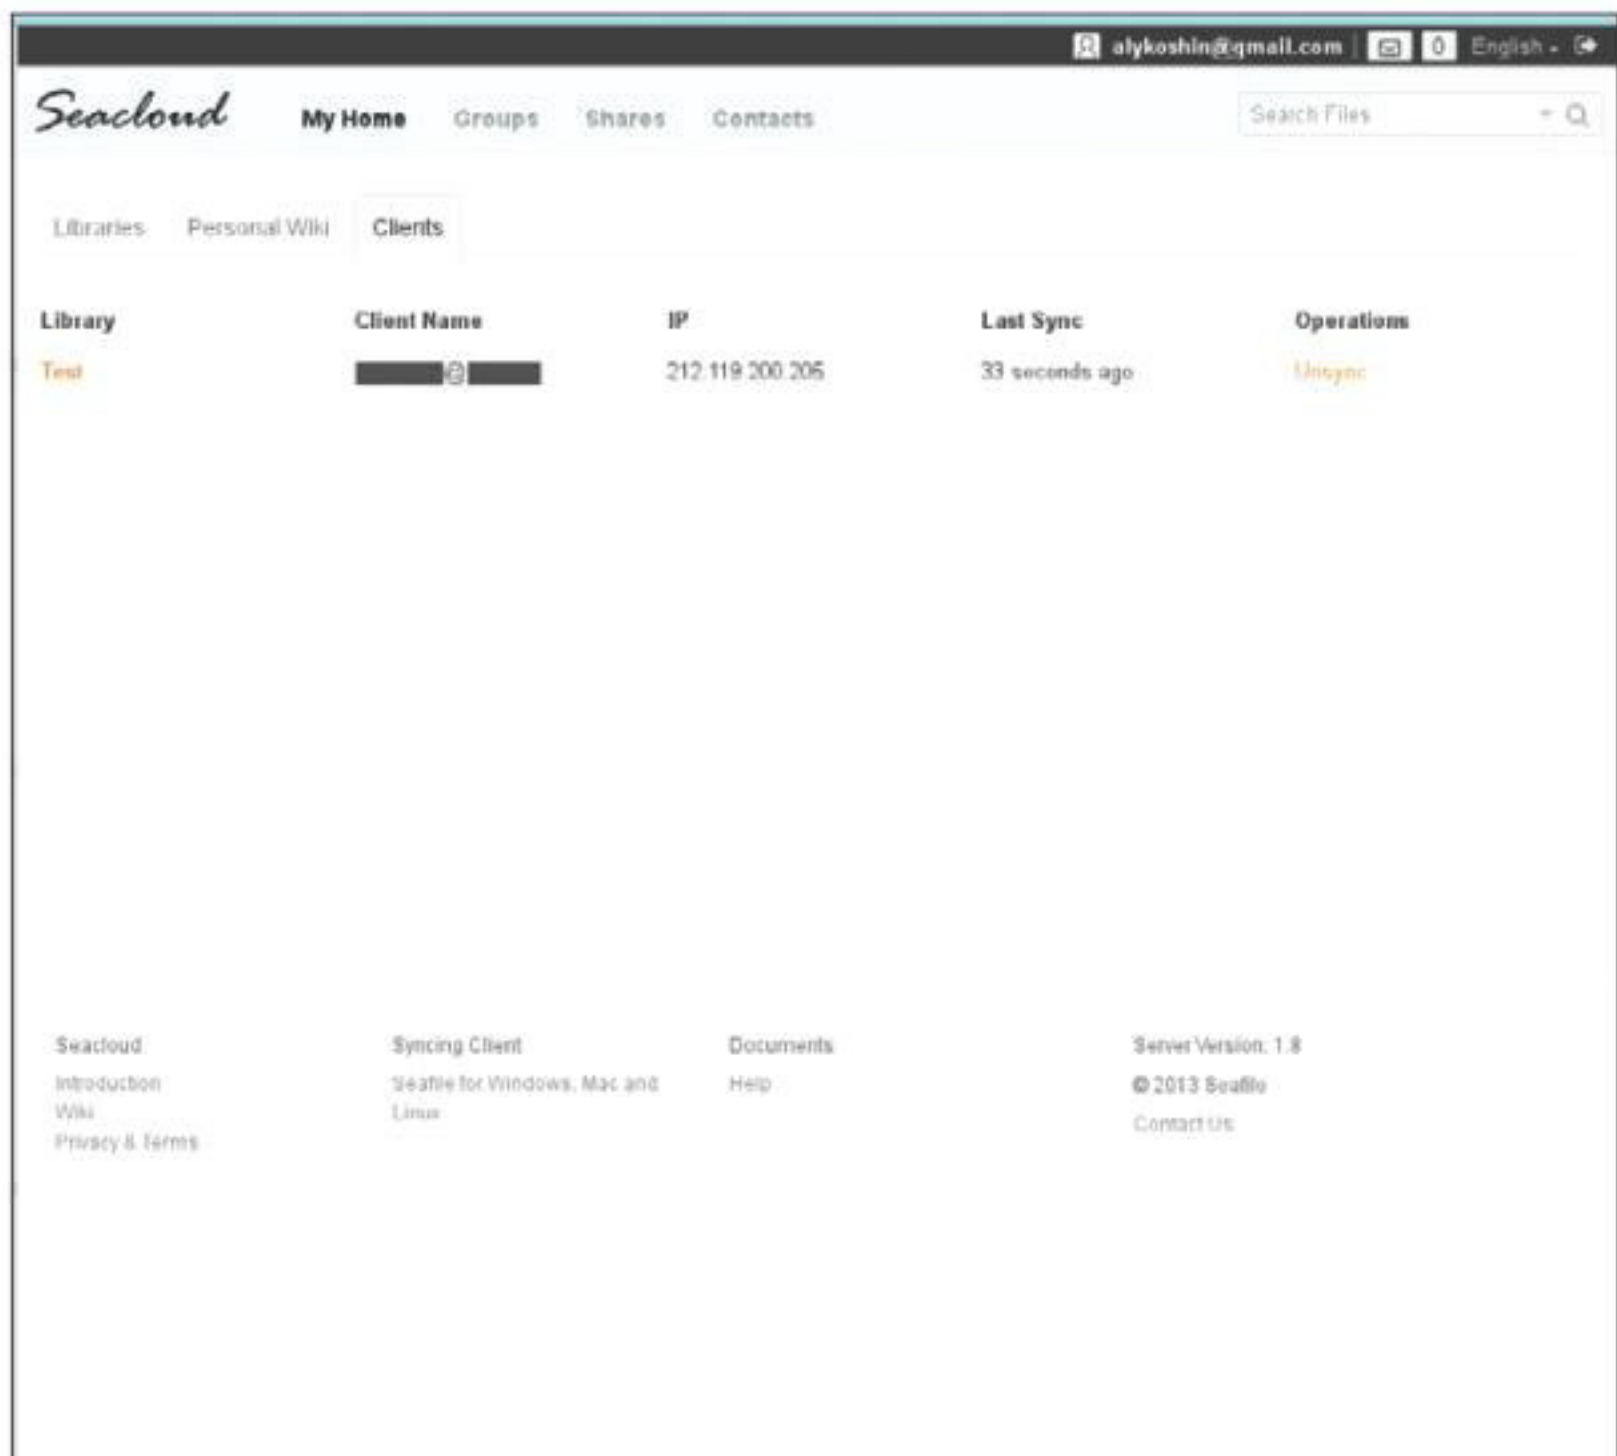 alykoshin@gmail.com 0 English
Seacloud My Home Groups Shares Contacts Search Files
Libraries Personal Wiki Clients
Library Client Name IP Last Sync Operations
Test @ 212.119.200.205 33 seconds ago Unsync
Seacloud Syncing Client Documents Server Version: 1.8
Introduction Seafile for Windows, Mac and Help © 2013 Seafile
Wiki Linux Contact Us
Privacy & Terms